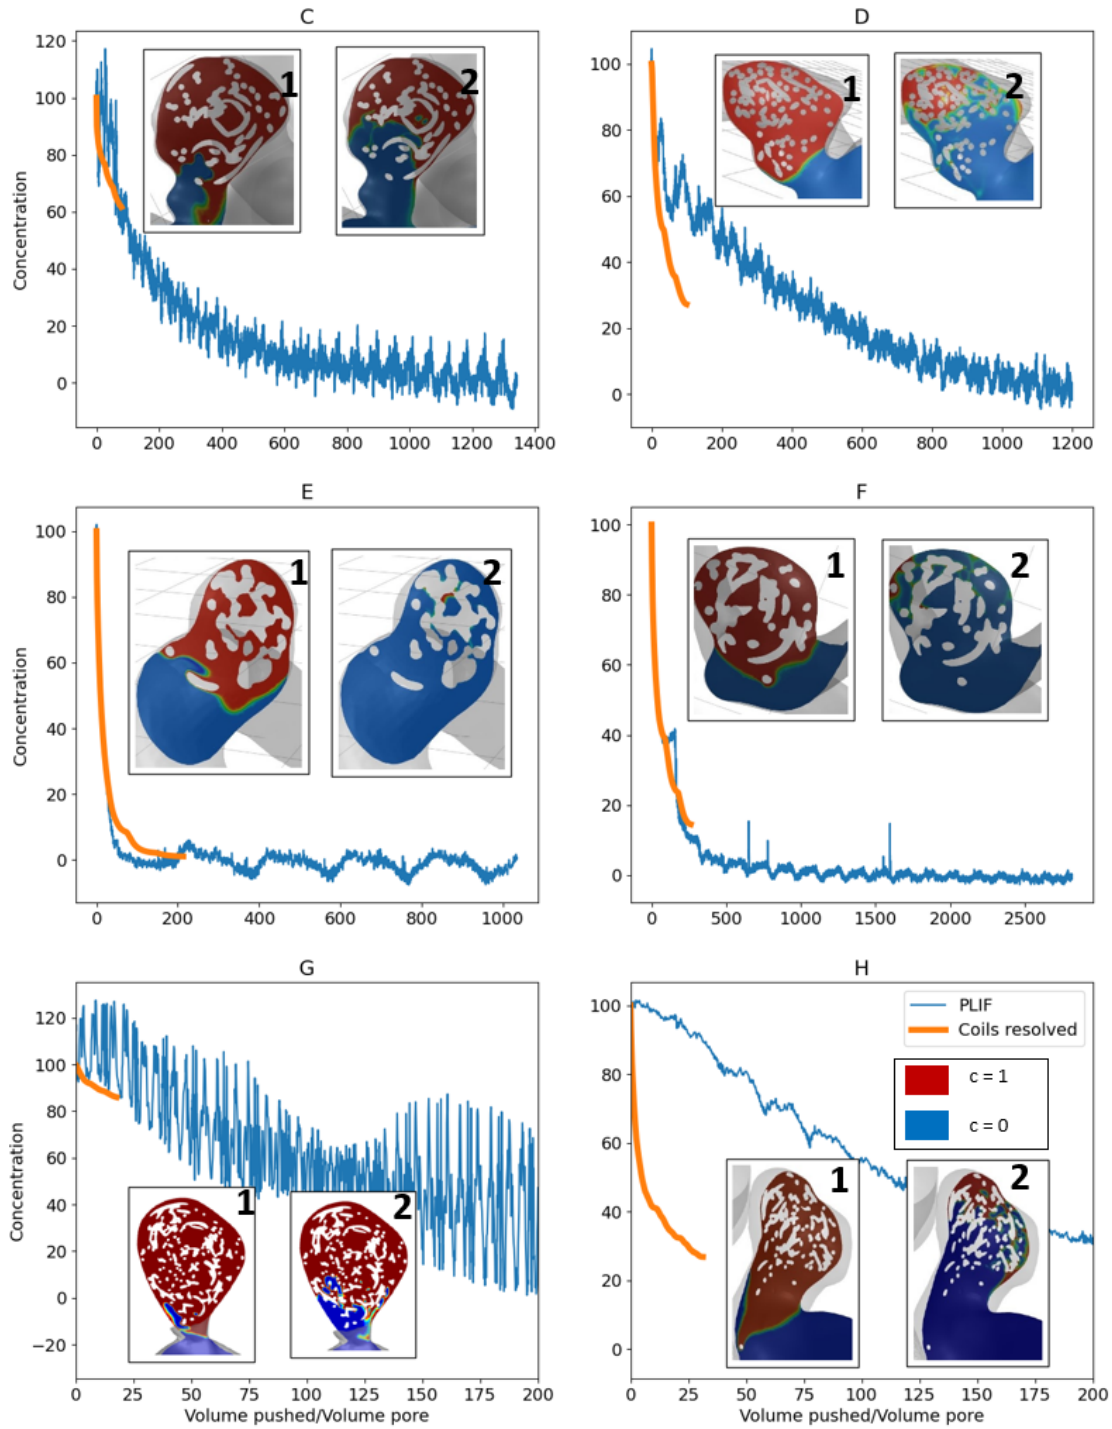 C
120
100
80
60
40
20
0
Concentration
0 200 400 600 800 1000 1200 1400
1 2
D
100
80
60
40
20
0
0 200 400 600 800 1000 1200
1 2
E
100
80
60
40
20
0
Concentration
0 200 400 600 800 1000
1 2
F
100
80
60
40
20
0
0 500 1000 1500 2000 2500
1 2
G
120
100
80
60
40
20
0
−20
Concentration
0 25 50 75 100 125 150 175 200
Volume pushed/Volume pore
1 2
H
100
80
60
40
20
0
PLIF
Coils resolved
c = 1
c = 0
1 2
0 25 50 75 100 125 150 175 200
Volume pushed/Volume pore